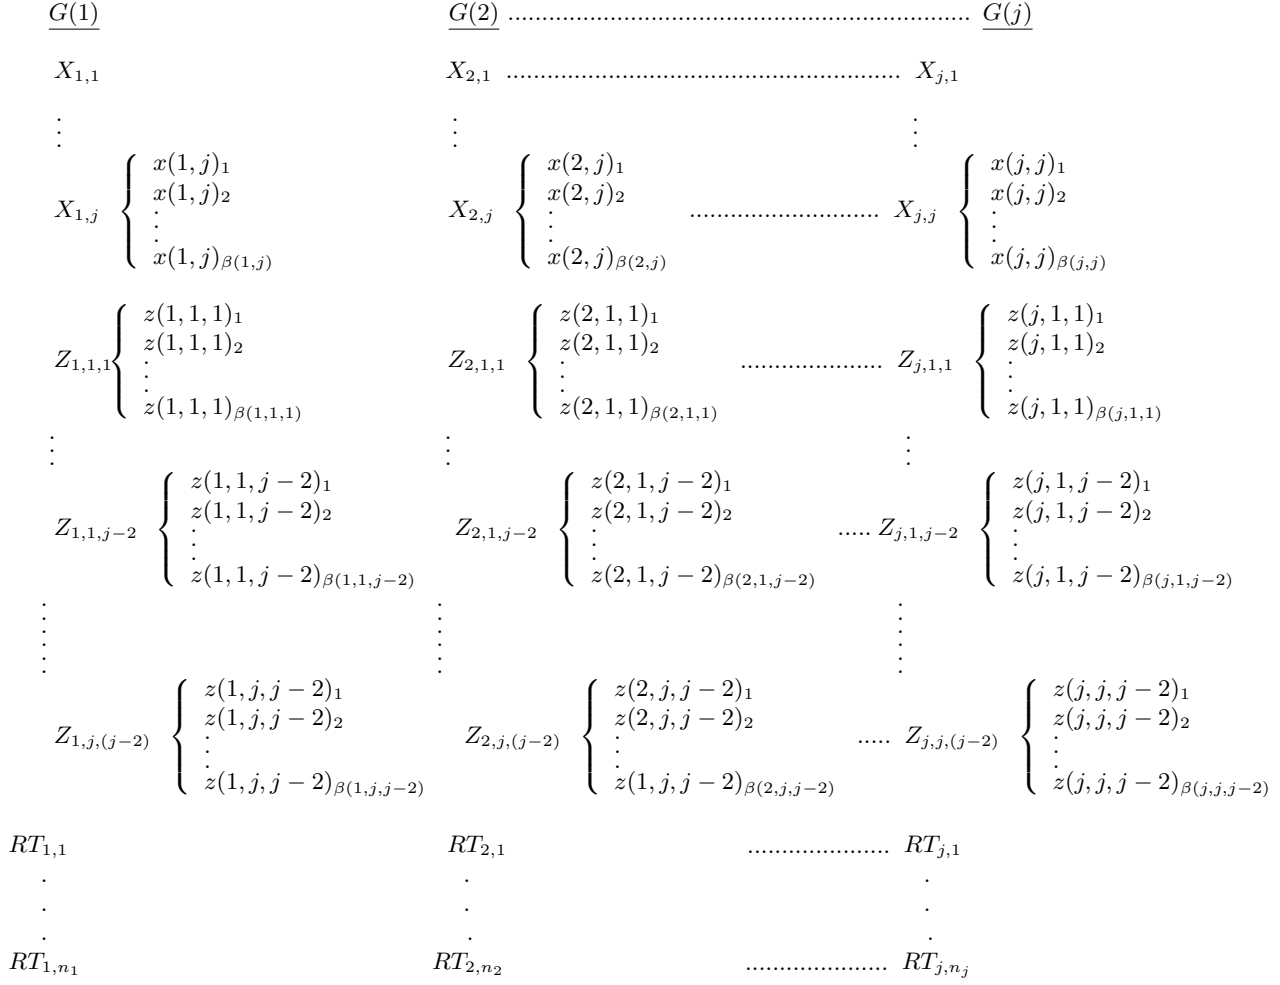 G(1) G(2) ..................................................................... G(j)
X_{1,1} X_{2,1} ........................................................... X_{j,1}
⋮ ⋮ ⋮
x(1,j)_1 x(2,j)_1 x(j,j)_1
x(1,j)_2 x(2,j)_2 x(j,j)_2
X_{1,j} { . X_{2,j} { . ............................ X_{j,j} { .
. . .
x(1,j)_{β(1,j)} x(2,j)_{β(2,j)} x(j,j)_{β(j,j)}
z(1,1,1)_1 z(2,1,1)_1 z(j,1,1)_1
z(1,1,1)_2 z(2,1,1)_2 z(j,1,1)_2
Z_{1,1,1} { . Z_{2,1,1} { . ..................... Z_{j,1,1} { .
. . .
z(1,1,1)_{β(1,1,1)} z(2,1,1)_{β(2,1,1)} z(j,1,1)_{β(j,1,1)}
⋮ ⋮ ⋮
z(1,1,j−2)_1 z(2,1,j−2)_1 z(j,1,j−2)_1
z(1,1,j−2)_2 z(2,1,j−2)_2 z(j,1,j−2)_2
Z_{1,1,j−2} { . Z_{2,1,j−2} { . ..... Z_{j,1,j−2} { .
. . .
z(1,1,j−2)_{β(1,1,j−2)} z(2,1,j−2)_{β(2,1,j−2)} z(j,1,j−2)_{β(j,1,j−2)}
⋮ ⋮ ⋮
⋮ ⋮ ⋮
z(1,j,j−2)_1 z(2,j,j−2)_1 z(j,j,j−2)_1
z(1,j,j−2)_2 z(2,j,j−2)_2 z(j,j,j−2)_2
Z_{1,j,(j−2)} { . Z_{2,j,(j−2)} { . ..... Z_{j,j,(j−2)} { .
. . .
z(1,j,j−2)_{β(1,j,j−2)} z(1,j,j−2)_{β(2,j,j−2)} z(j,j,j−2)_{β(j,j,j−2)}
RT_{1,1} RT_{2,1} ..................... RT_{j,1}
. . .
. . .
. . .
RT_{1,n_1} RT_{2,n_2} ..................... RT_{j,n_j}